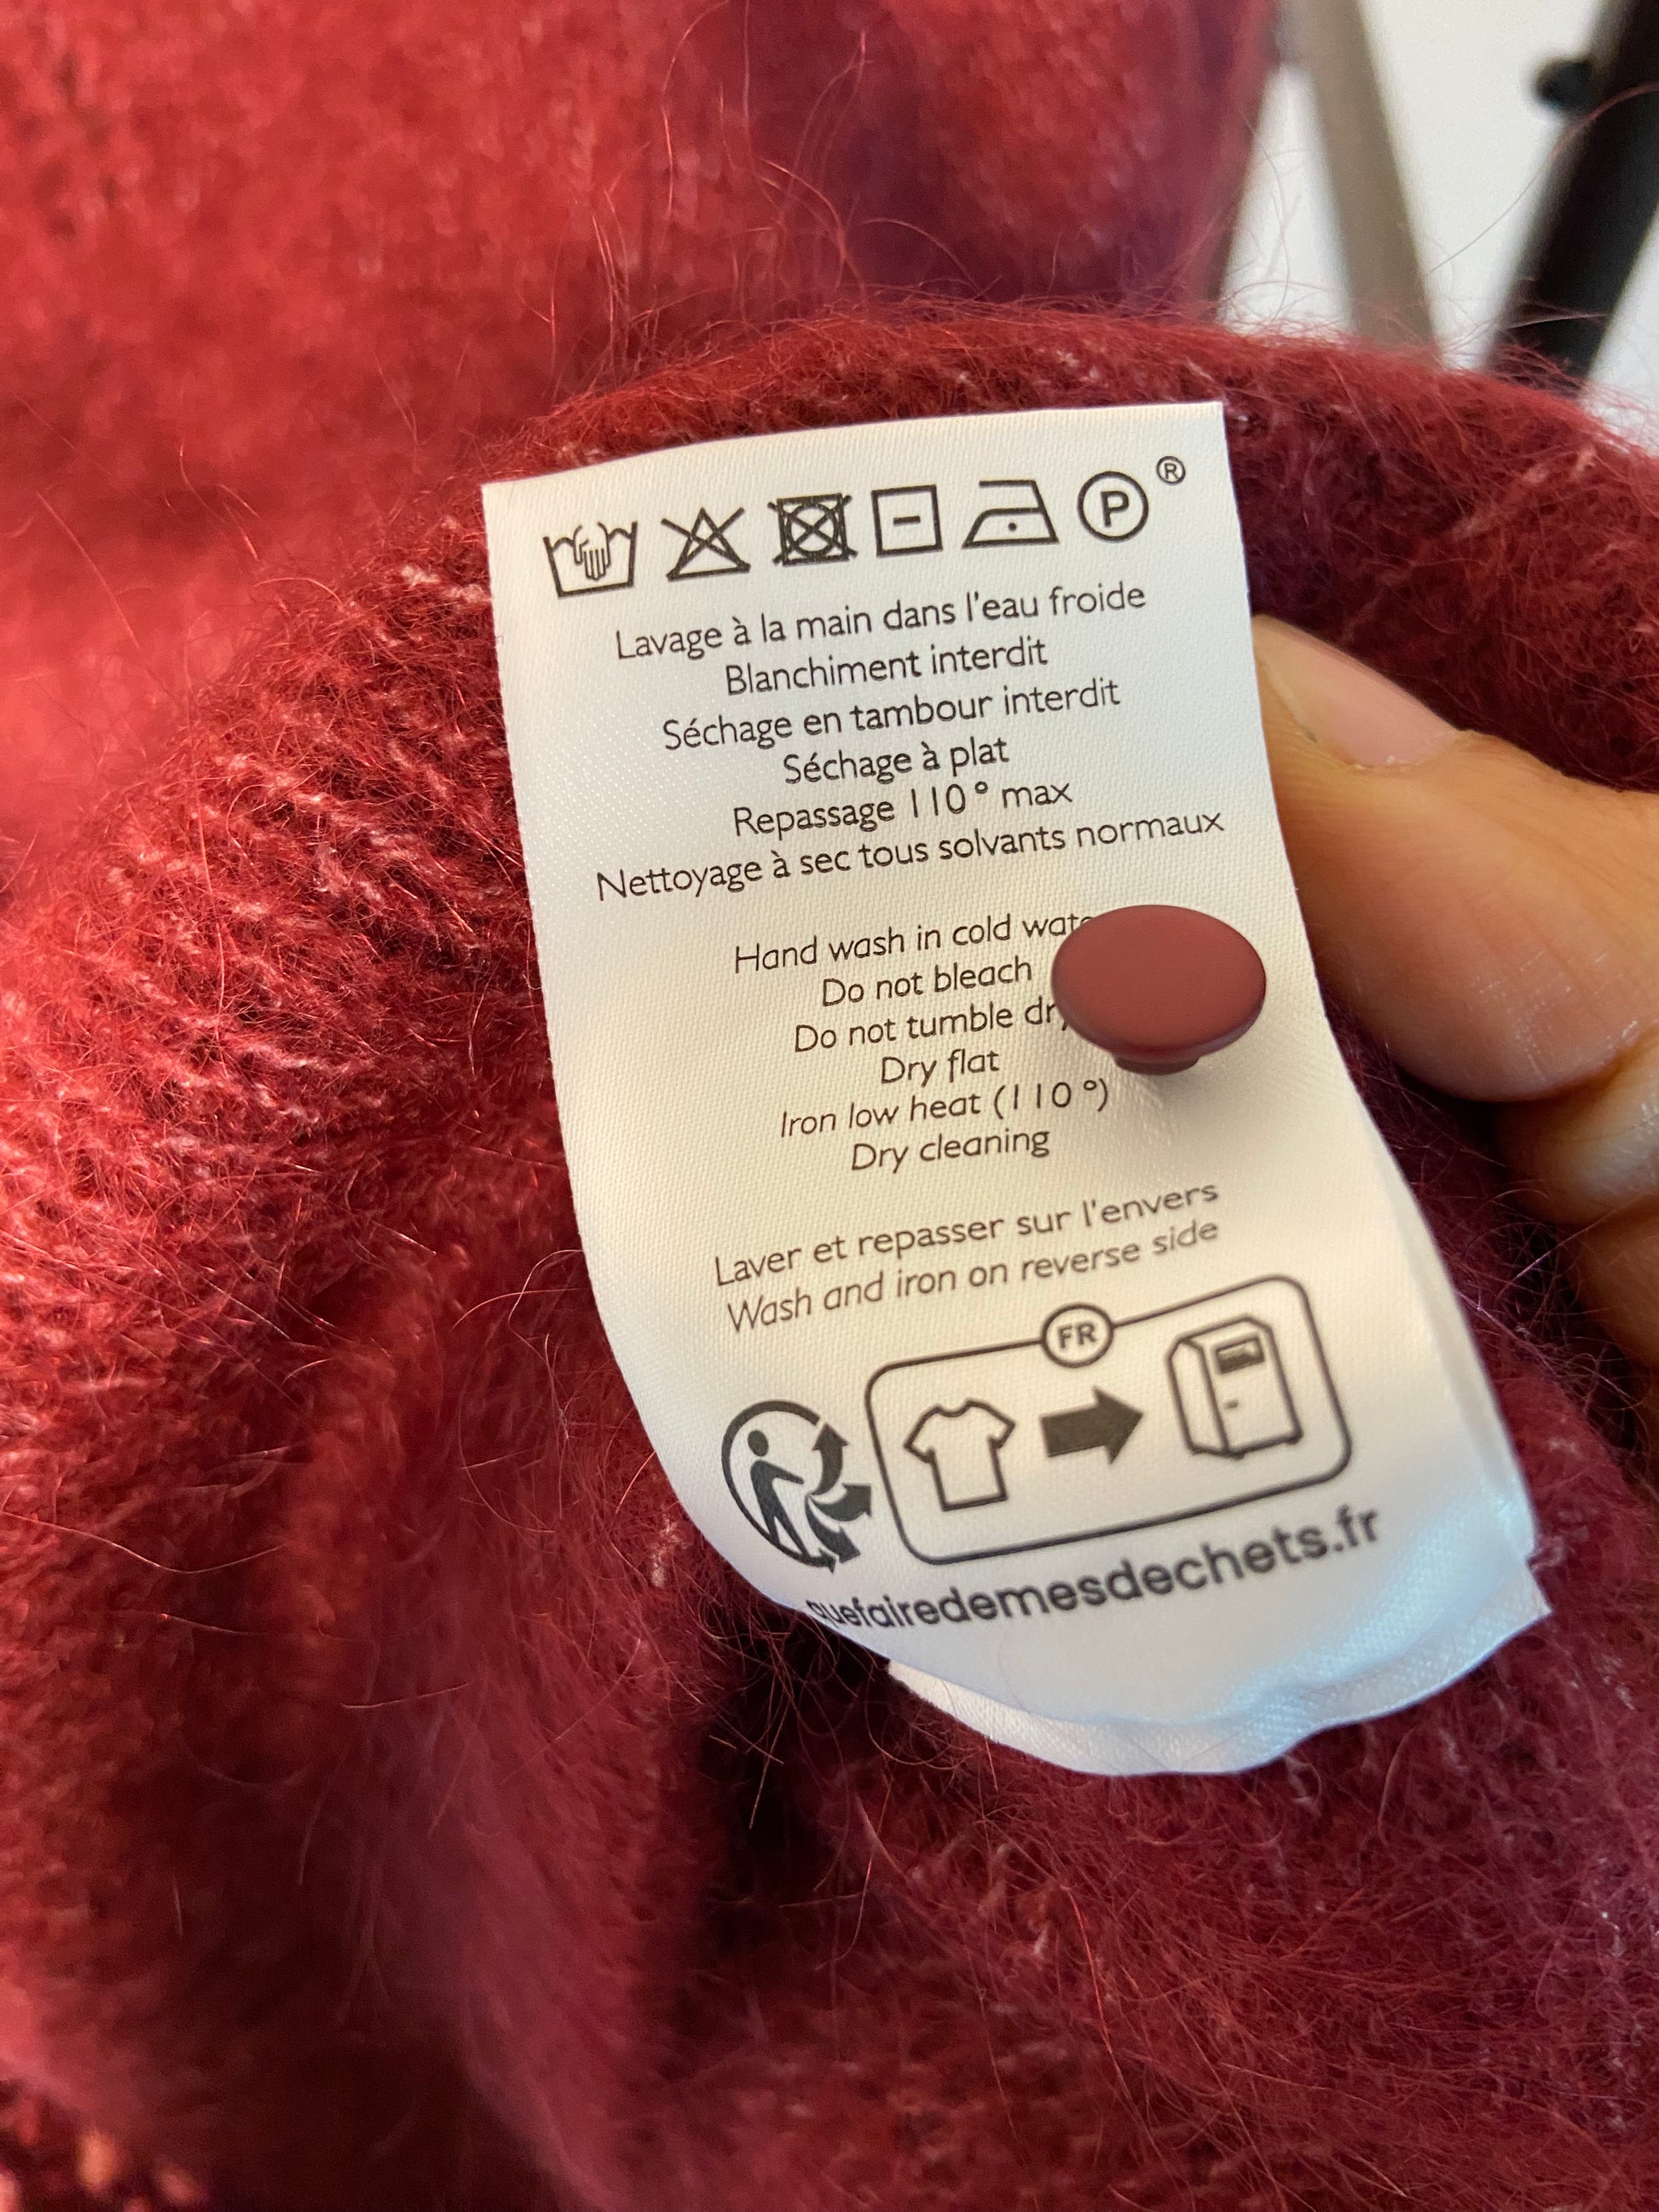 P ®
Lavage à la main dans l'eau froide
Blanchiment interdit
Séchage en tambour interdit
Séchage à plat
Repassage 110° max
Nettoyage à sec tous solvants normaux
Hand wash in cold
Do not bleach
Do not tumble
Dry flat
Iron low heat (110°)
Dry cleaning
Laver et repasser sur l'envers
Wash and iron on reverse side
FR
quefairedemesdechets.fr